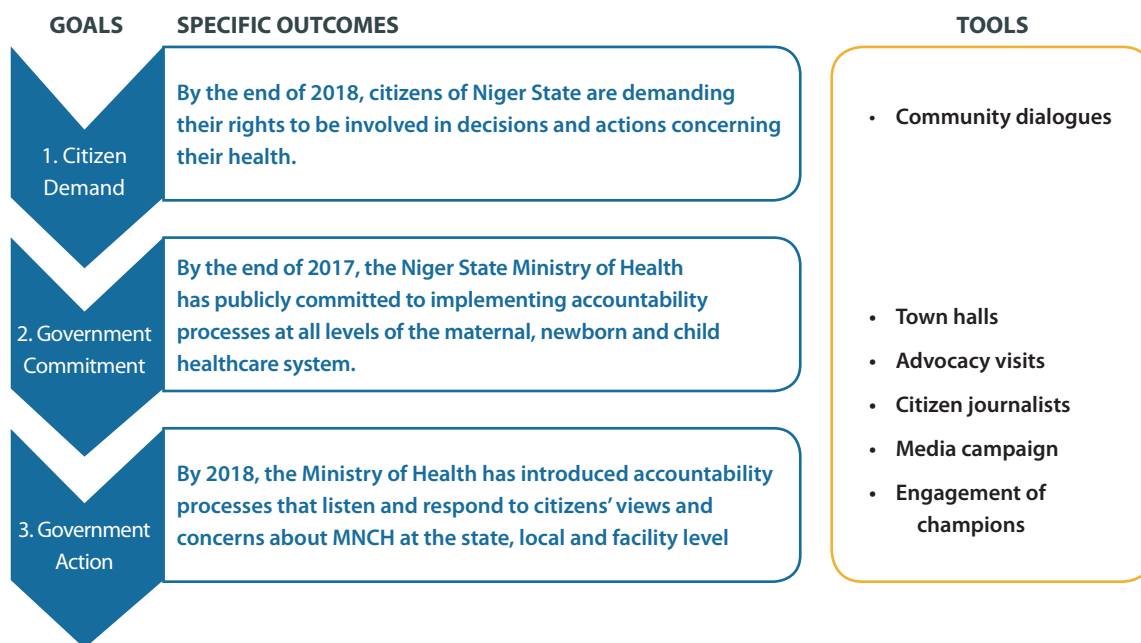 GOALS
SPECIFIC OUTCOMES
TOOLS
1. Citizen
Demand
By the end of 2018, citizens of Niger State are demanding
their rights to be involved in decisions and actions concerning
their health.
2. Government
Commitment
By the end of 2017, the Niger State Ministry of Health
has publicly committed to implementing accountability
processes at all levels of the maternal, newborn and child
healthcare system.
3. Government
Action
By 2018, the Ministry of Health has introduced accountability
processes that listen and respond to citizens’ views and
concerns about MNCH at the state, local and facility level
• Community dialogues
• Town halls
• Advocacy visits
• Citizen journalists
• Media campaign
• Engagement of
champions